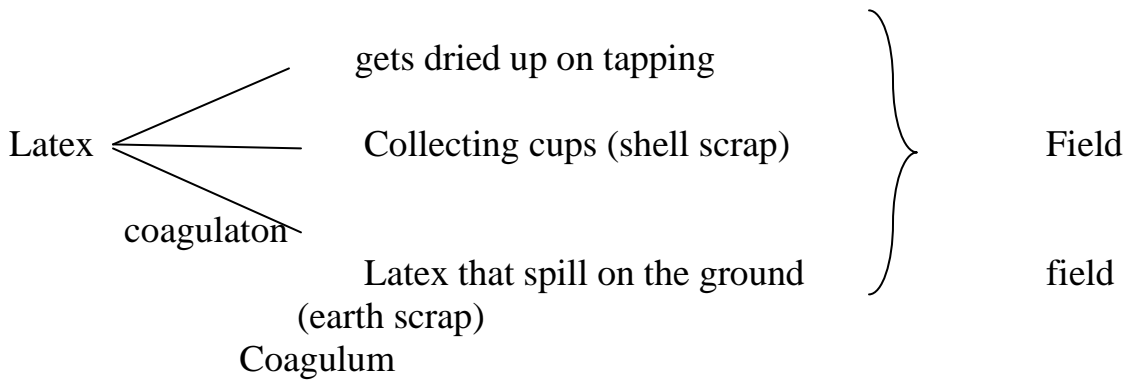 gets dried up on tapping
Latex Collecting cups (shell scrap) Field
coagulaton
Latex that spill on the ground field
(earth scrap)
Coagulum